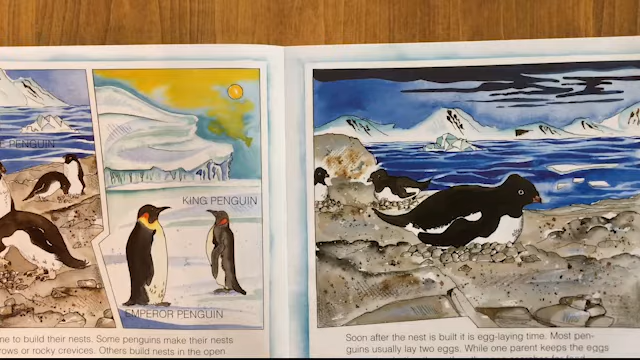 PENGUIN
KING PENGUIN
EMPEROR PENGUIN
ne to build their nests. Some penguins make their nests
rows or rocky crevices. Others build nests in the open
Soon after the nest is built it is egg-laying time. Most pen-
guins usually lay two eggs. While one parent keeps the eggs